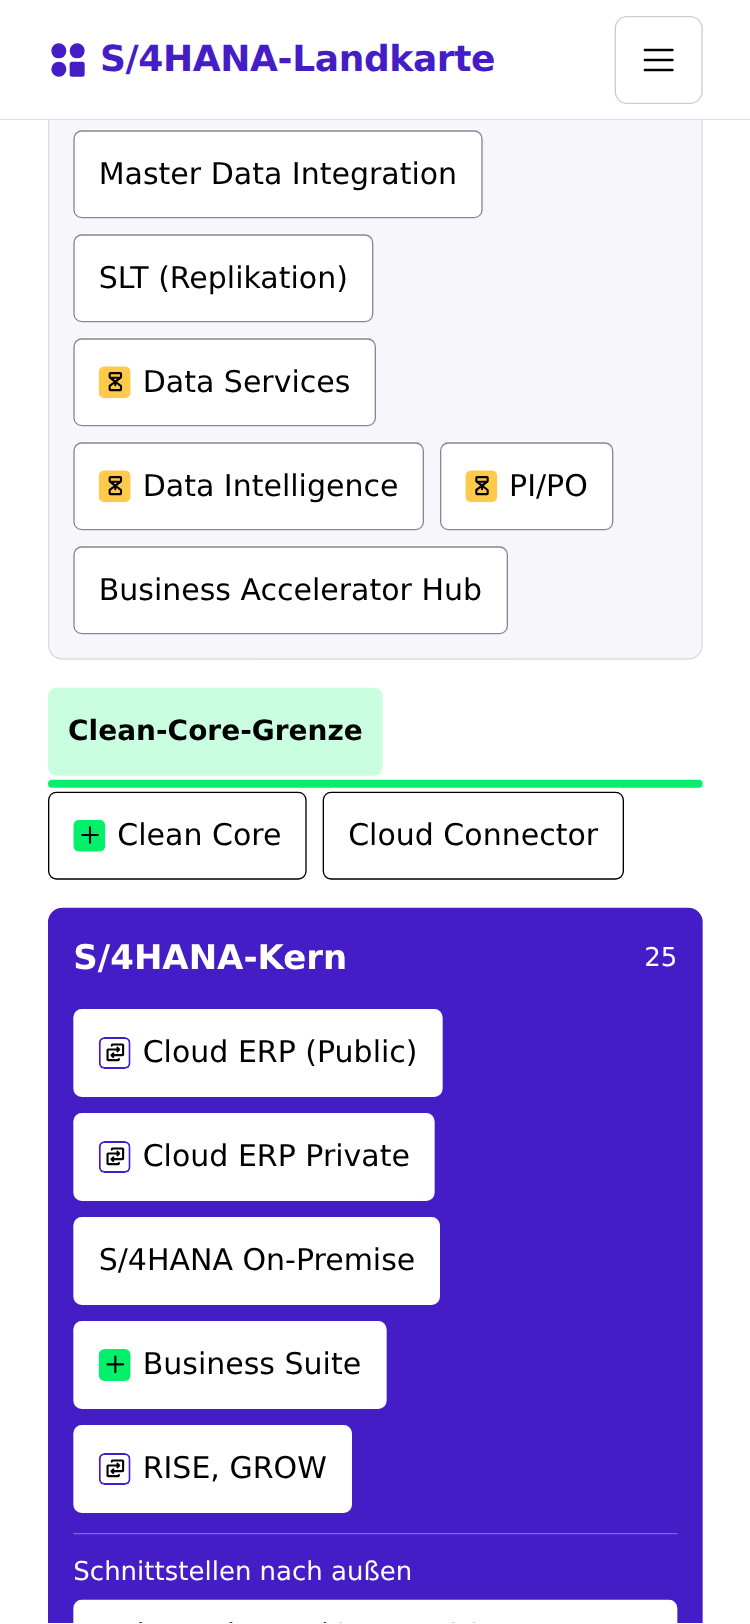 S/4HANA-Landkarte
Master Data Integration
SLT (Replikation)
Data Services
Data Intelligence
PI/PO
Business Accelerator Hub
Clean-Core-Grenze
Clean Core
Cloud Connector
S/4HANA-Kern
25
Cloud ERP (Public)
Cloud ERP Private
S/4HANA On-Premise
Business Suite
RISE, GROW
Schnittstellen nach außen